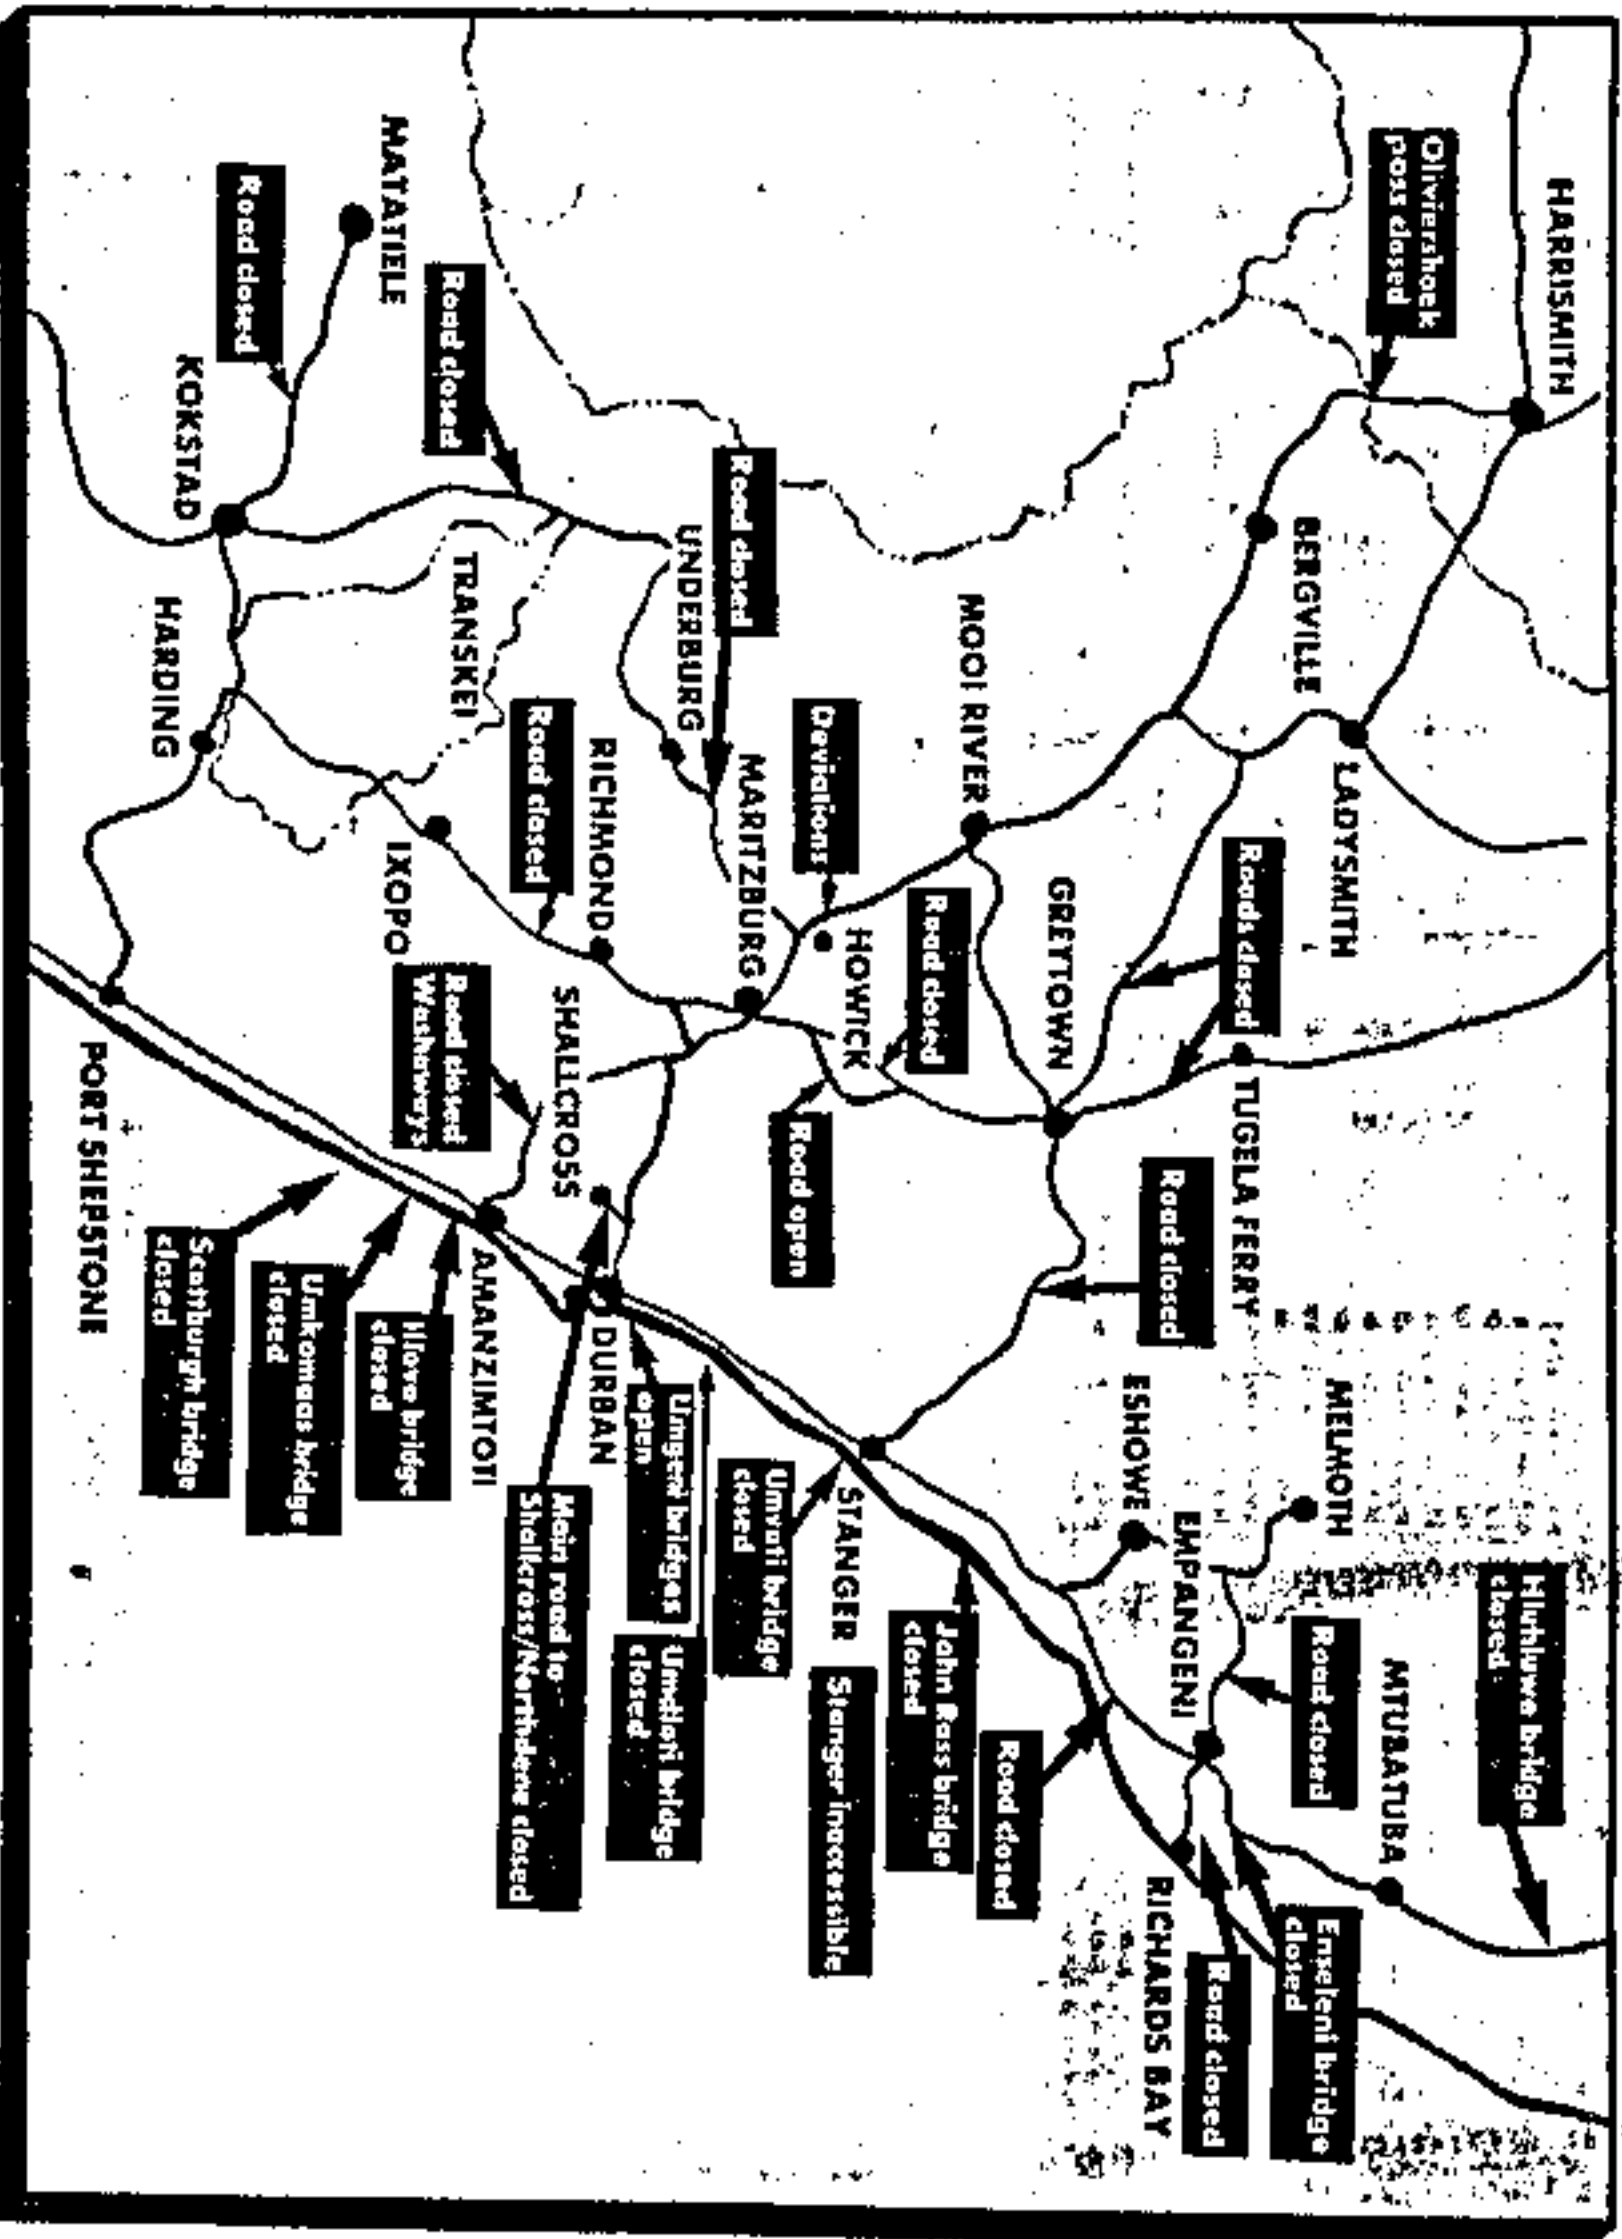 HARRISMITH
Oliviershoek
pass closed
BERGVILLE
LADYSMITH
Roads closed
TUGELA FERRY
MELMOTH
Hluhluwe bridge
closed
MTUBATUBA
Road closed
Enseleni bridge
closed
Road closed
RICHARDS BAY
EMPANGENI
ESHOWE
Road closed
GREYTOWN
MOOI RIVER
Road closed
Road closed
John Ross bridge
closed
Stanger inaccessible
STANGER
HOWICK
Deviations
Road open
Umvoti bridge
closed
Umdloti bridge
closed
Umgeni bridges
open
MARITZBURG
Road closed
UNDERBURG
RICHMOND
Road closed
SHALLCROSS
DURBAN
Main road to
Shallcross/Northdene closed
TRANSKEI
Road closed
MATATIELE
IXOPO
Road closed
Washaways
AMANZIMTOTI
Illovo bridge
closed
Umkomaas bridge
closed
Scottburgh bridge
closed
Road closed
KOKSTAD
HARDING
PORT SHEPSTONE